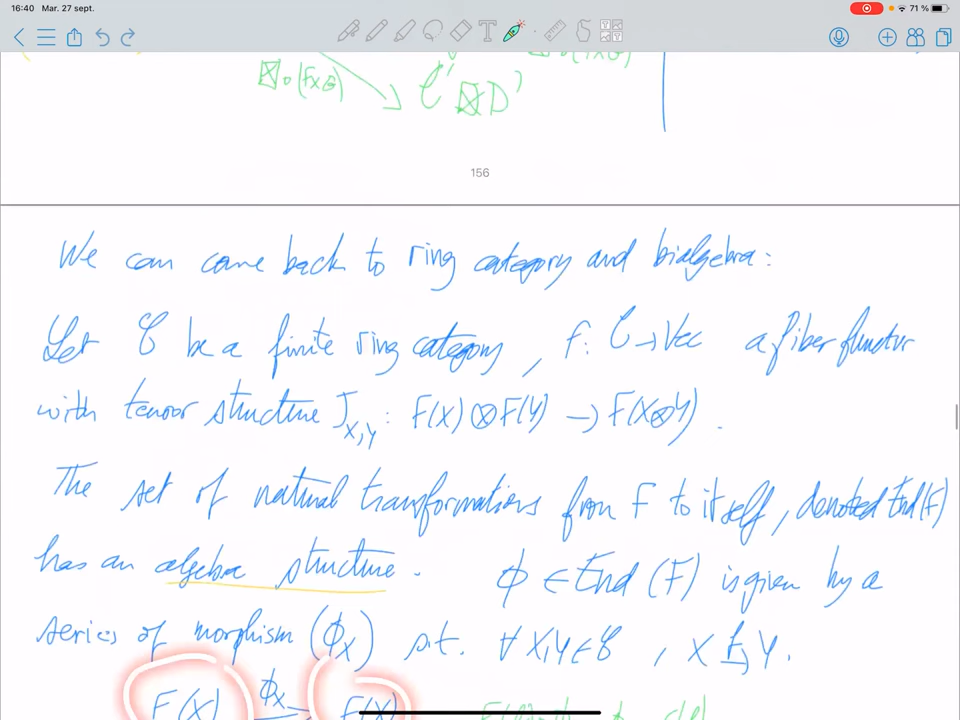 16:40 Mar. 27 sept. 71 %
⊠∘(F×G)
C'⊠D'
156
We can come back to ring category and bialgebra :
Let C be a finite ring category, F: C → Vec a fiber functor
with tensor structure J_{X,Y} : F(X) ⊗ F(Y) → F(X⊗Y) .
The set of natural transformations from F to itself, denoted End(F)
has an algebra structure . ϕ ∈ End (F) is given by a
series of morphism (ϕ_X) s.t. ∀ X,Y ∈ C , X f→ Y.
F(X) ϕ_X F(X)